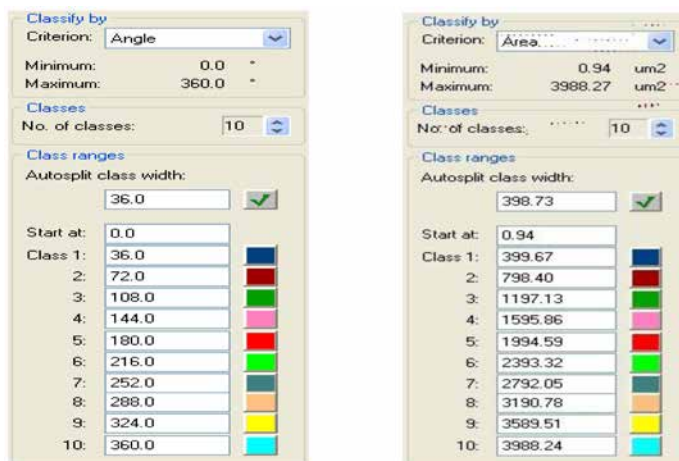 Classify by
Criterion: Angle
Minimum: 0.0 °
Maximum: 360.0 °
Classes
No. of classes: 10
Class ranges
Autosplit class width:
36.0
Start at: 0.0
Class 1: 36.0
2: 72.0
3: 108.0
4: 144.0
5: 180.0
6: 216.0
7: 252.0
8: 288.0
9: 324.0
10: 360.0
Classify by
Criterion: Area
Minimum: 0.94 um2
Maximum: 3988.27 um2
Classes
No. of classes: 10
Class ranges
Autosplit class width:
398.73
Start at: 0.94
Class 1: 399.67
2: 798.40
3: 1197.13
4: 1595.86
5: 1994.59
6: 2393.32
7: 2792.05
8: 3190.78
9: 3589.51
10: 3988.24